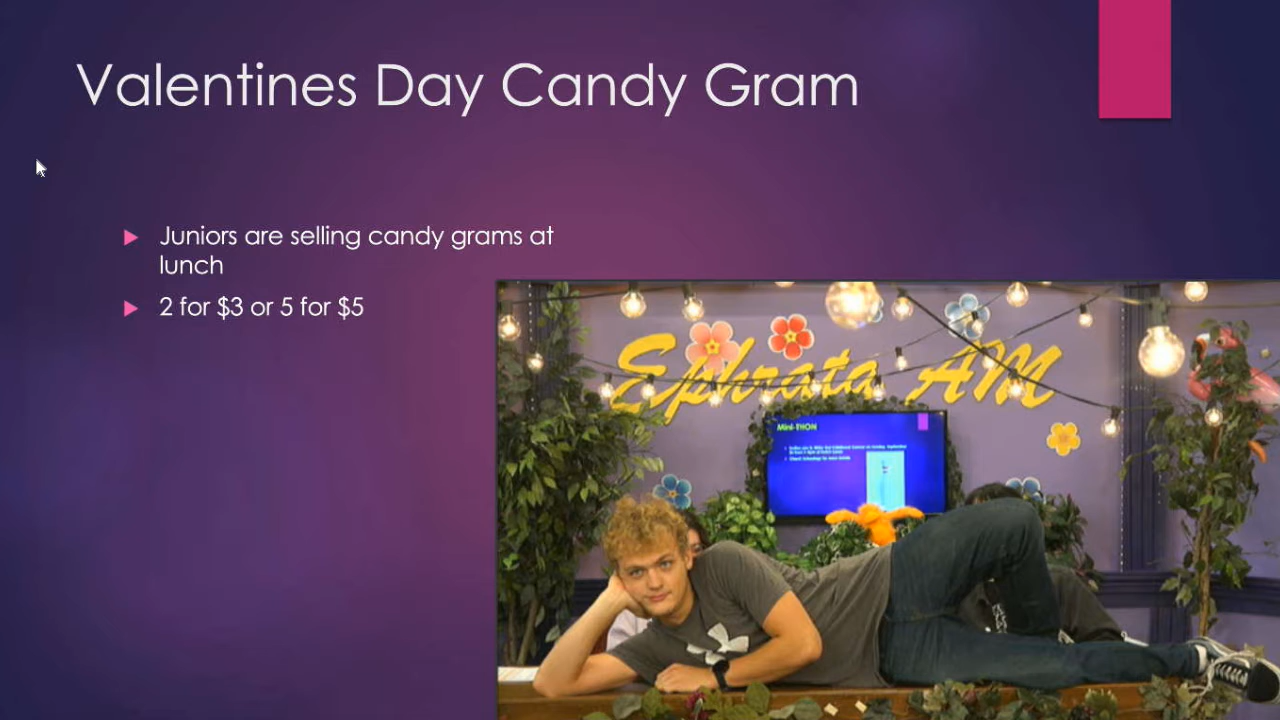 Valentines Day Candy Gram
Juniors are selling candy grams at
lunch
2 for $3 or 5 for $5
Ephrata AM
Mini-THON